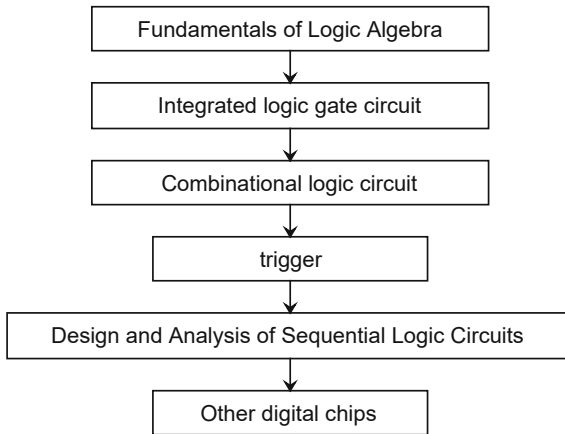 Fundamentals of Logic Algebra
Integrated logic gate circuit
Combinational logic circuit
trigger
Design and Analysis of Sequential Logic Circuits
Other digital chips